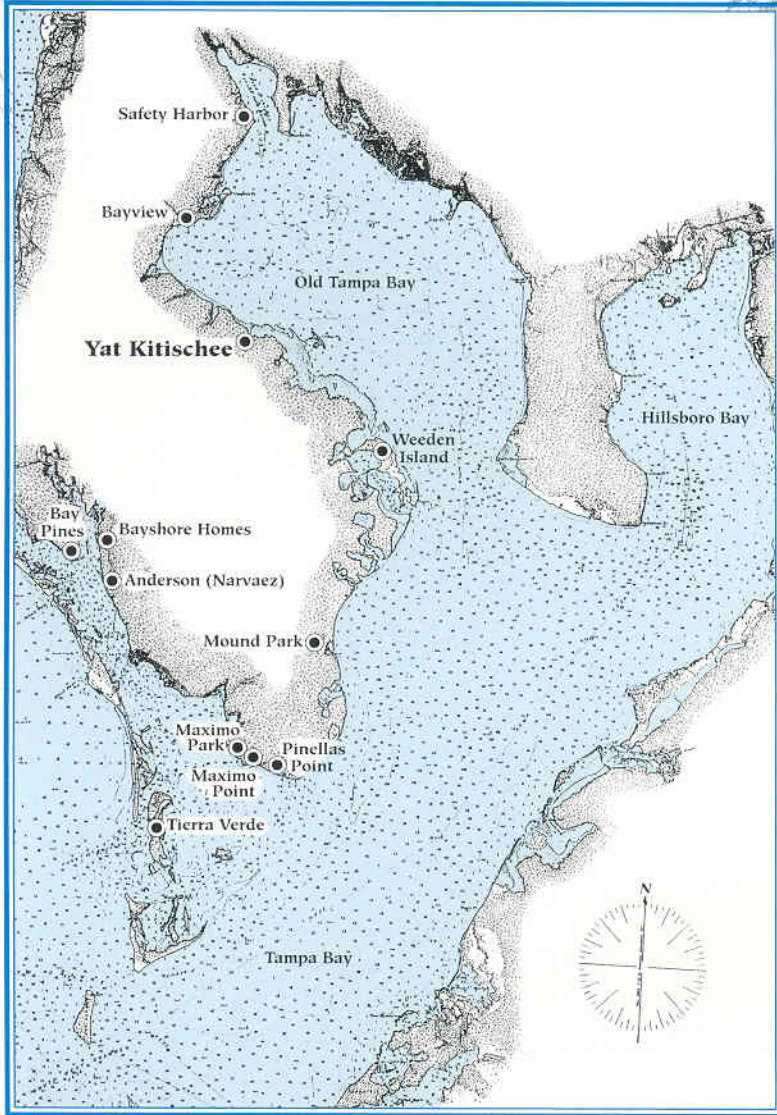 Safety Harbor
Bayview
Old Tampa Bay
Yat Kitischee
Hillsboro Bay
Weeden
Island
Bay
Pines
Bayshore Homes
Anderson (Narvaez)
Mound Park
Maximo
Park
Pinellas
Point
Maximo
Point
Tierra Verde
N
Tampa Bay